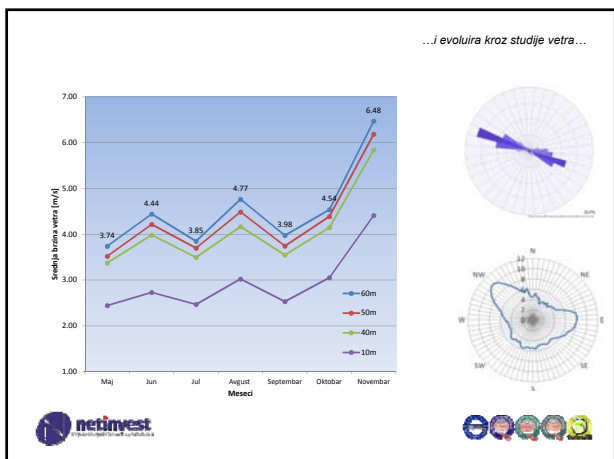 ...i evoluira kroz studije vetra...
7.00
6.00
5.00
4.00
3.00
2.00
1.00
Srednja brzina vetra [m/s]
3.74
4.44
3.85
4.77
3.98
4.54
6.48
60m
50m
40m
10m
Maj
Jun
Jul
Avgust
Septembar
Oktobar
Novembar
Meseci
N
NE
E
SE
S
SW
W
NW
12
10
8
6
4
2
0
netinvest